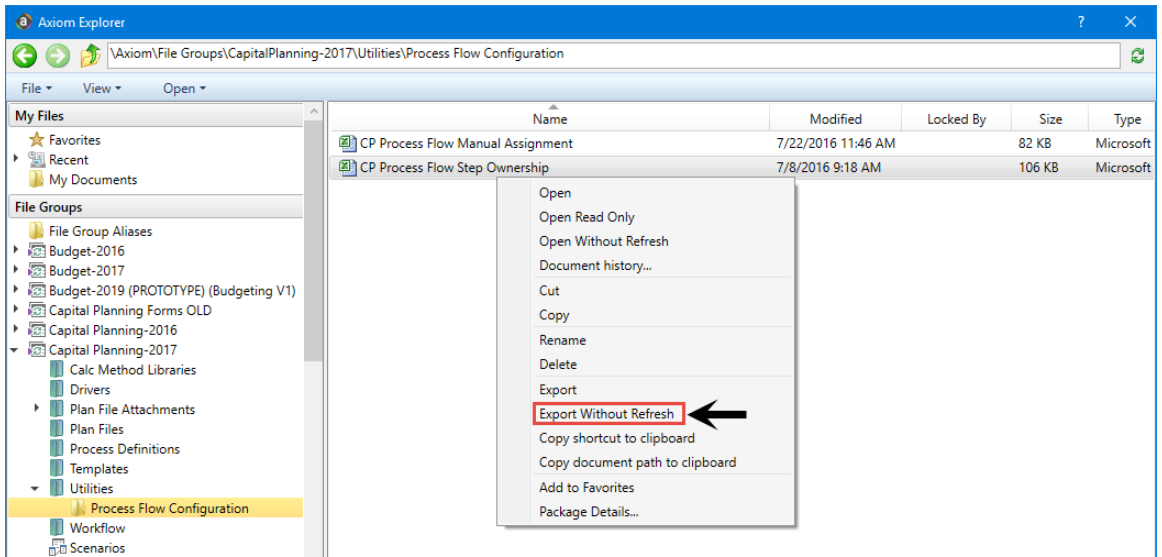 Axiom Explorer
?
\Axiom\File Groups\CapitalPlanning-2017\Utilities\Process Flow Configuration
File View Open
My Files
Favorites
Recent
My Documents
File Groups
File Group Aliases
Budget-2016
Budget-2017
Budget-2019 (PROTOTYPE) (Budgeting V1)
Capital Planning Forms OLD
Capital Planning-2016
Capital Planning-2017
Calc Method Libraries
Drivers
Plan File Attachments
Plan Files
Process Definitions
Templates
Utilities
Process Flow Configuration
Workflow
Scenarios
Name Modified Locked By Size Type
CP Process Flow Manual Assignment 7/22/2016 11:46 AM 82 KB Microsoft
CP Process Flow Step Ownership 7/8/2016 9:18 AM 106 KB Microsoft
Open
Open Read Only
Open Without Refresh
Document history...
Cut
Copy
Rename
Delete
Export
Export Without Refresh
Copy shortcut to clipboard
Copy document path to clipboard
Add to Favorites
Package Details...